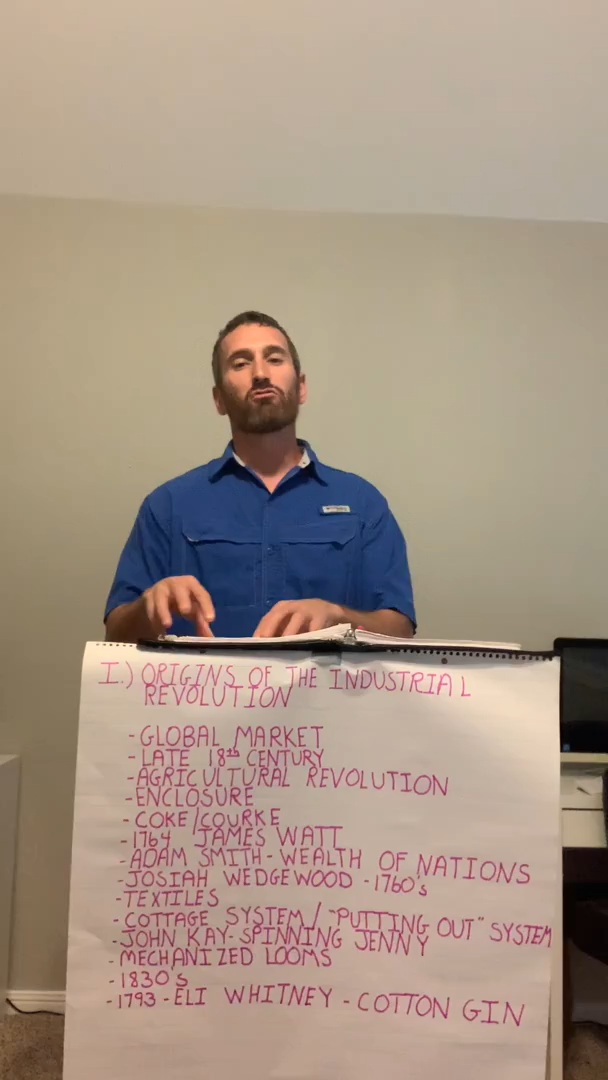 I.) ORIGINS OF THE INDUSTRIAL
REVOLUTION
- GLOBAL MARKET
- LATE 18th CENTURY
- AGRICULTURAL REVOLUTION
- ENCLOSURE
- COKE/COURKE
- 1764 JAMES WATT
- ADAM SMITH - WEALTH OF NATIONS
- JOSIAH WEDGEWOOD - 1760's
- TEXTILES
- COTTAGE SYSTEM / "PUTTING OUT" SYSTEM
- JOHN KAY - SPINNING JENNY
- MECHANIZED LOOMS
- 1830's
- 1793 - ELI WHITNEY - COTTON GIN